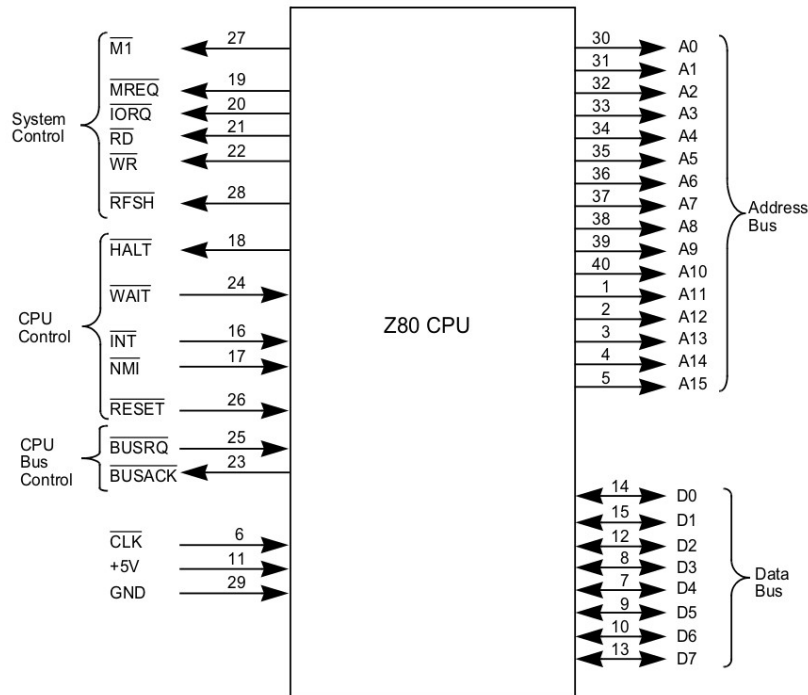 System
Control
M1 27
MREQ 19
IORQ 20
RD 21
WR 22
RFSH 28
CPU
Control
HALT 18
WAIT 24
INT 16
NMI 17
RESET 26
CPU
Bus
Control
BUSRQ 25
BUSACK 23
CLK 6
+5V 11
GND 29
Z80 CPU
30 A0
31 A1
32 A2
33 A3
34 A4
35 A5
36 A6
37 A7
38 A8
39 A9
40 A10
1 A11
2 A12
3 A13
4 A14
5 A15
Address
Bus
14 D0
15 D1
12 D2
8 D3
7 D4
9 D5
10 D6
13 D7
Data
Bus